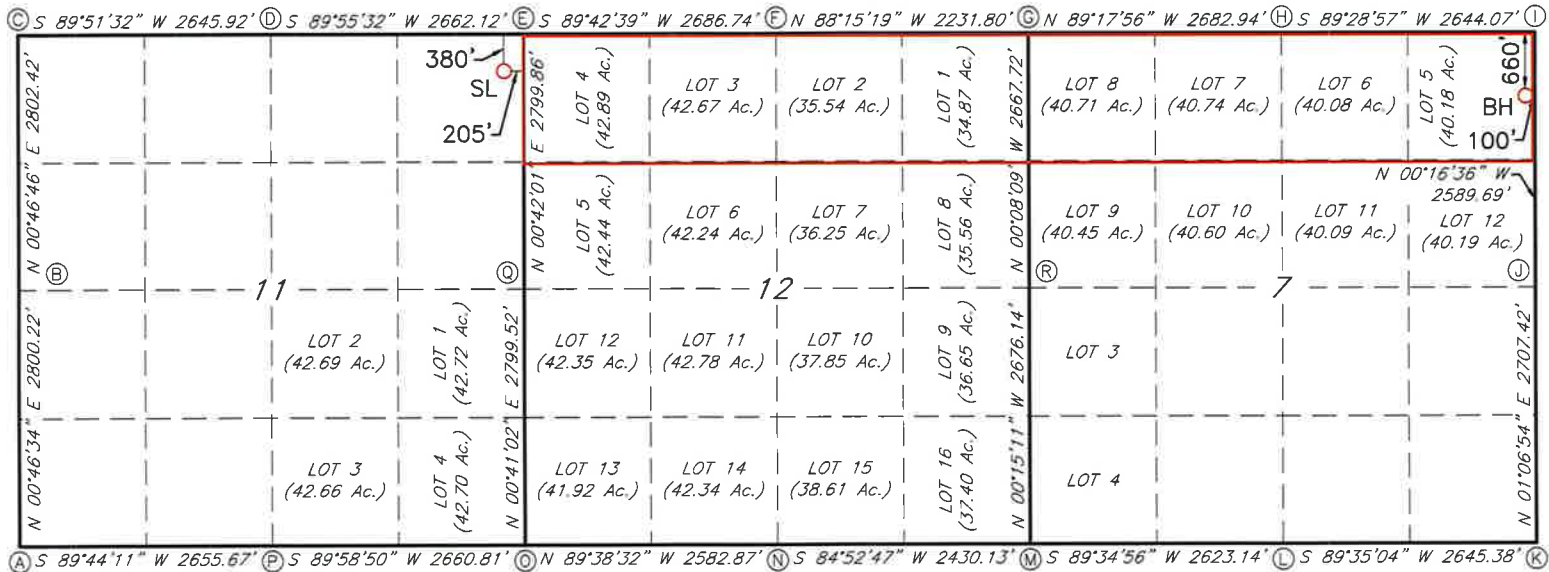 C S 89°51'32" W 2645.92' D S 89°55'32" W 2662.12' E S 89°42'39" W 2686.74' F N 88°15'19" W 2231.80' G N 89°17'56" W 2682.94' H S 89°28'57" W 2644.07' I
N 00°46'46" E 2802.42'
380'
SL
205'
N 00°42'01" E 2799.86'
LOT 4
(42.89 Ac.)
LOT 3
(42.67 Ac.)
LOT 2
(35.54 Ac.)
LOT 1
(34.87 Ac.)
N 00°08'09" W 2667.72'
LOT 8
(40.71 Ac.)
LOT 7
(40.74 Ac.)
LOT 6
(40.08 Ac.)
LOT 5
(40.18 Ac.)
660'
BH
100'
N 00°16'36" W
2589.69'
LOT 5
(42.44 Ac.)
LOT 6
(42.24 Ac.)
LOT 7
(36.25 Ac.)
LOT 8
(35.56 Ac.)
LOT 9
(40.45 Ac.)
LOT 10
(40.60 Ac.)
LOT 11
(40.09 Ac.)
LOT 12
(40.19 Ac.)
B
11
Q
12
R
7
J
N 00°46'34" E 2800.22'
LOT 2
(42.69 Ac.)
LOT 1
(42.72 Ac.)
N 00°41'02" E 2799.52'
LOT 12
(42.35 Ac.)
LOT 11
(42.78 Ac.)
LOT 10
(37.85 Ac.)
LOT 9
(36.65 Ac.)
N 00°15'11" W 2676.14'
LOT 3
N 01°06'54" E 2707.42'
LOT 3
(42.66 Ac.)
LOT 4
(42.70 Ac.)
LOT 13
(41.92 Ac.)
LOT 14
(42.34 Ac.)
LOT 15
(38.61 Ac.)
LOT 16
(37.40 Ac.)
LOT 4
A S 89°44'11" W 2655.67' P S 89°58'50" W 2660.81' O N 89°38'32" W 2582.87' N S 84°52'47" W 2430.13' M S 89°34'56" W 2623.14' L S 89°35'04" W 2645.38' K